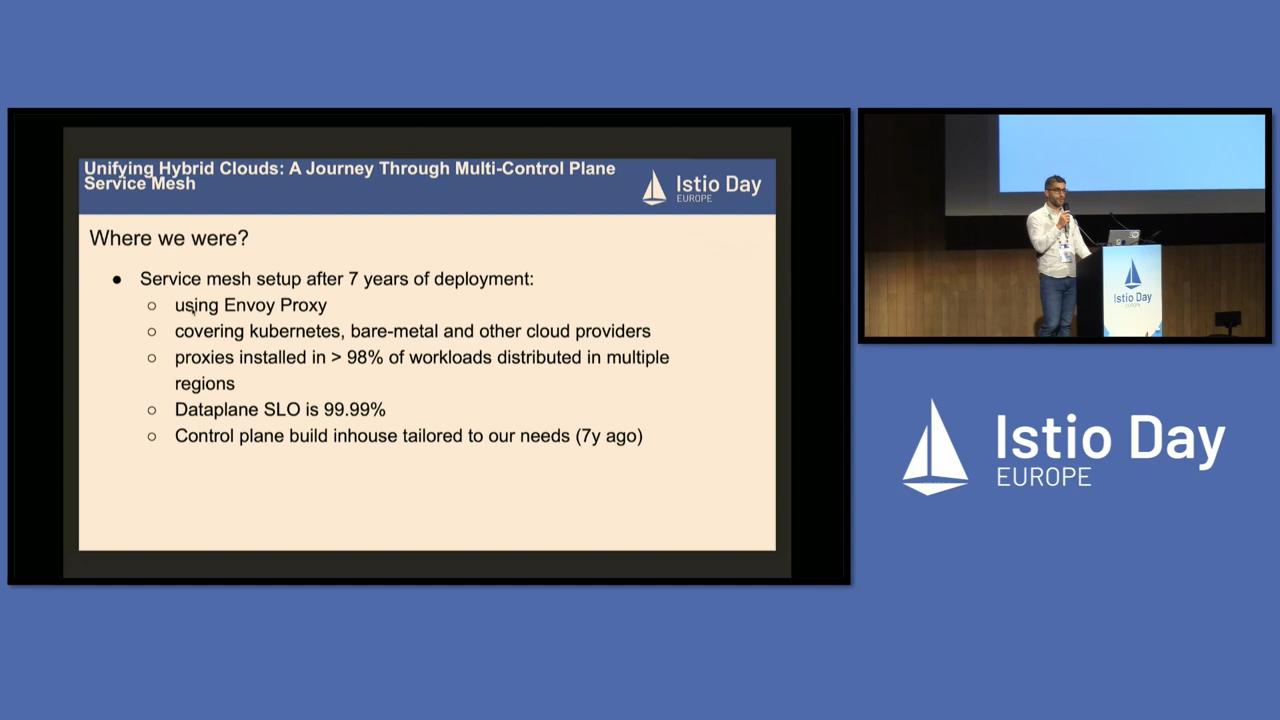 Unifying Hybrid Clouds: A Journey Through Multi-Control Plane
Service Mesh
Istio Day
EUROPE
Where we were?
● Service mesh setup after 7 years of deployment:
○ using Envoy Proxy
○ covering kubernetes, bare-metal and other cloud providers
○ proxies installed in > 98% of workloads distributed in multiple
regions
○ Dataplane SLO is 99.99%
○ Control plane build inhouse tailored to our needs (7y ago)
Istio Day
Istio Day
EUROPE